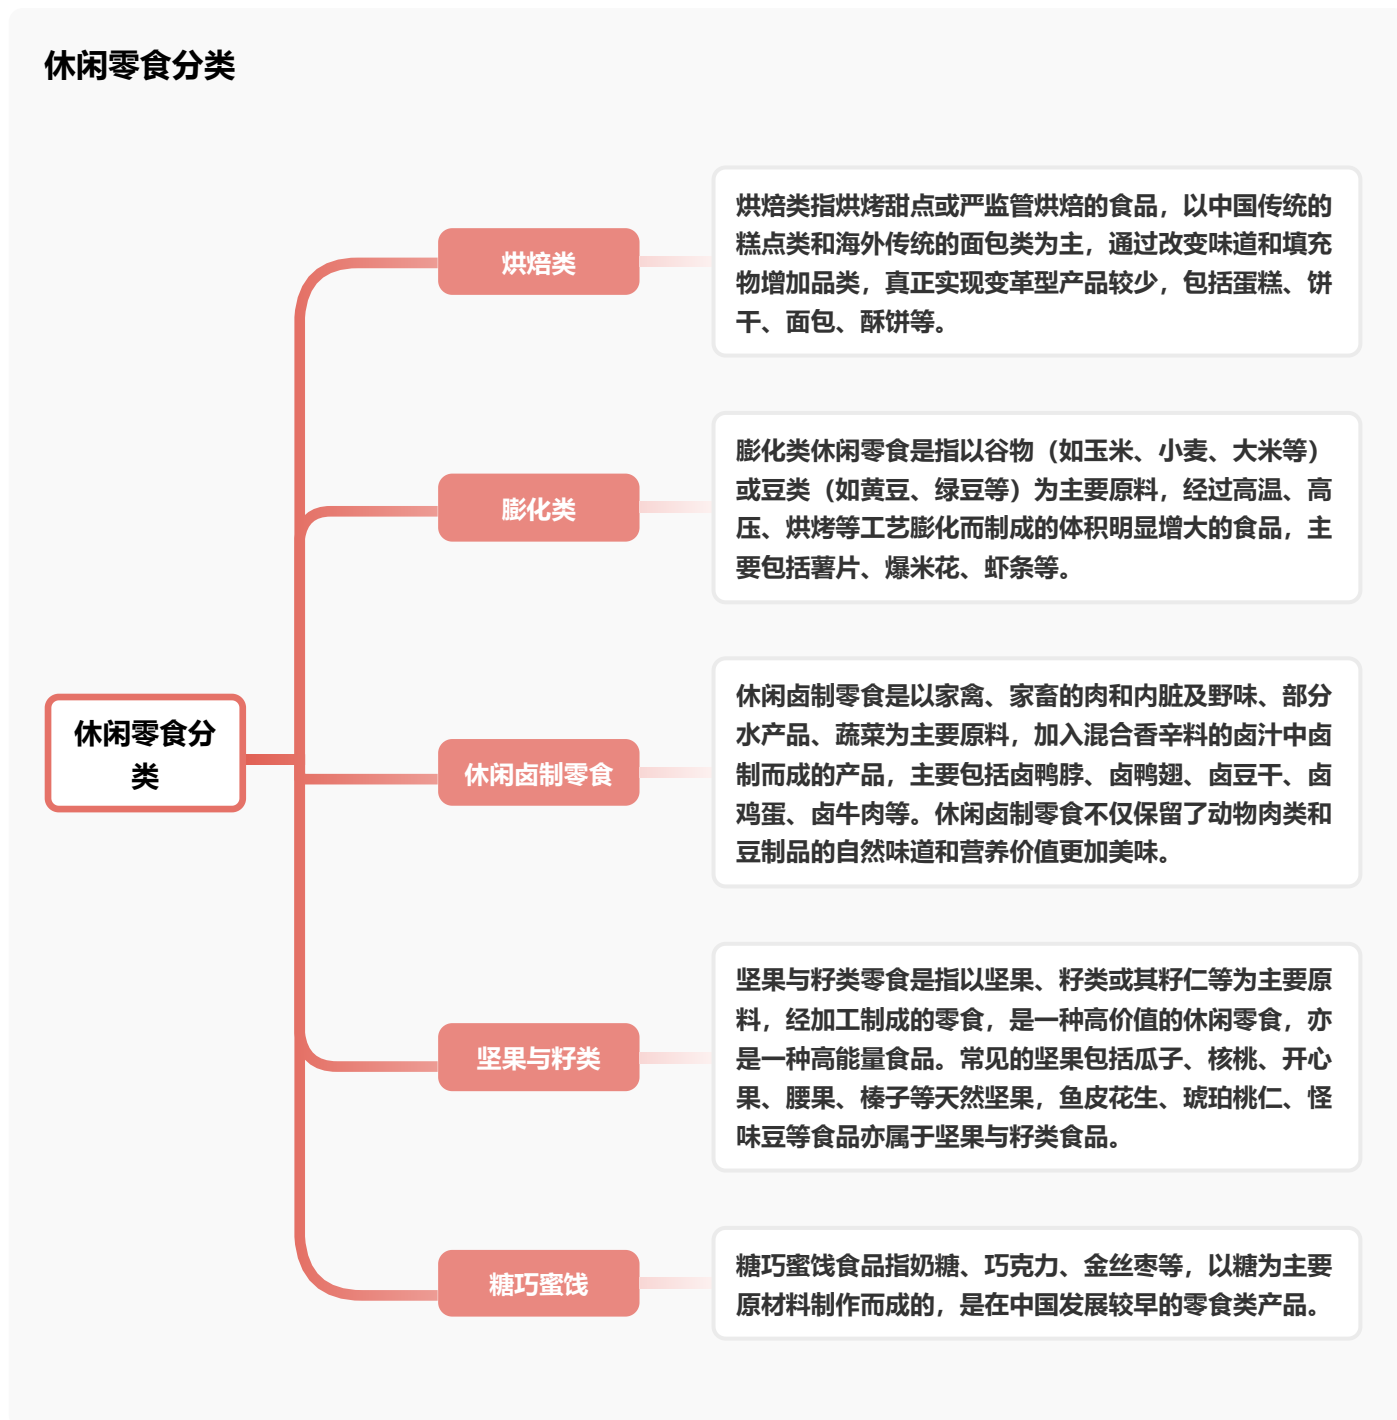 休闲零食分类
烘焙类
烘焙类指烘烤甜点或严监管烘焙的食品，以中国传统的
糕点类和海外传统的面包类为主，通过改变味道和填充
物增加品类，真正实现变革型产品较少，包括蛋糕、饼
干、面包、酥饼等。
膨化类
膨化类休闲零食是指以谷物（如玉米、小麦、大米等）
或豆类（如黄豆、绿豆等）为主要原料，经过高温、高
压、烘烤等工艺膨化而制成的体积明显增大的食品，主
要包括薯片、爆米花、虾条等。
休闲零食分
类
休闲卤制零食
休闲卤制零食是以家禽、家畜的肉和内脏及野味、部分
水产品、蔬菜为主要原料，加入混合香辛料的卤汁中卤
制而成的产品，主要包括卤鸭脖、卤鸭翅、卤豆干、卤
鸡蛋、卤牛肉等。休闲卤制零食不仅保留了动物肉类和
豆制品的自然味道和营养价值更加美味。
坚果与籽类
坚果与籽类零食是指以坚果、籽类或其籽仁等为主要原
料，经加工制成的零食，是一种高价值的休闲零食，亦
是一种高能量食品。常见的坚果包括瓜子、核桃、开心
果、腰果、榛子等天然坚果，鱼皮花生、琥珀桃仁、怪
味豆等食品亦属于坚果与籽类食品。
糖巧蜜饯
糖巧蜜饯食品指奶糖、巧克力、金丝枣等，以糖为主要
原材料制作而成的，是在中国发展较早的零食类产品。